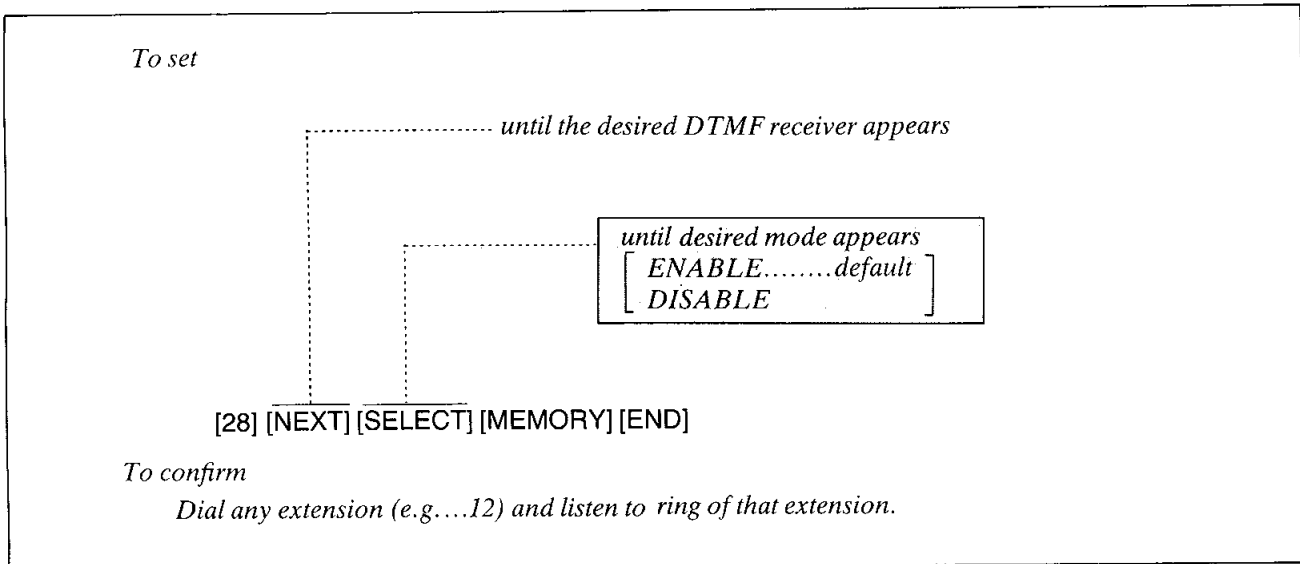 To set
until the desired DTMF receiver appears
until desired mode appears
[ ENABLE........default ]
[ DISABLE ]
[28] [NEXT] [SELECT] [MEMORY] [END]
To confirm
Dial any extension (e.g....12) and listen to ring of that extension.